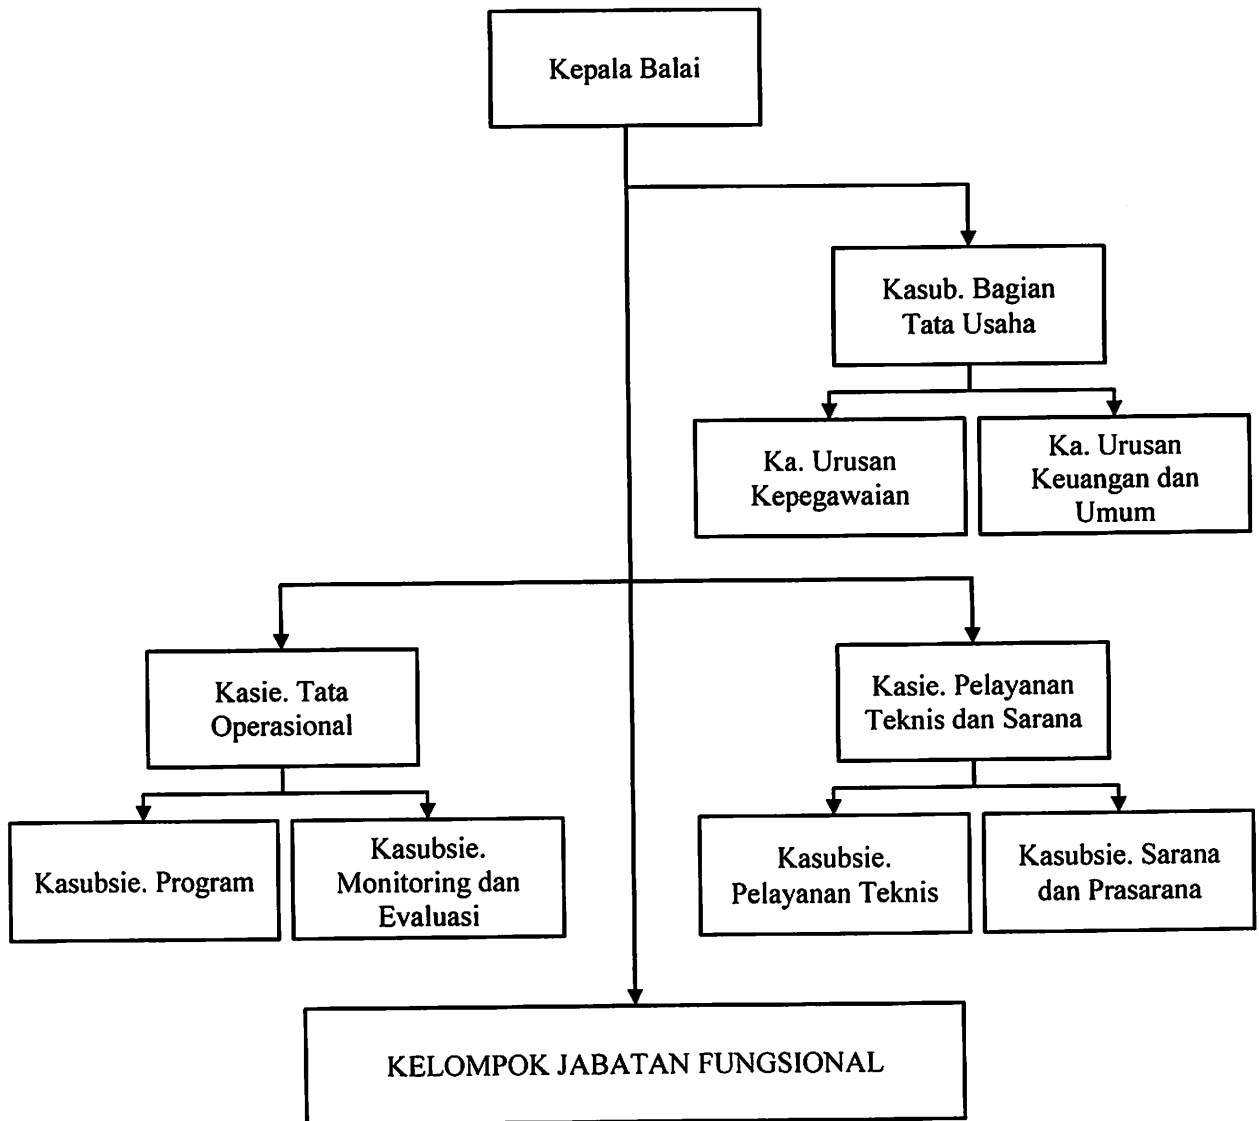 Kepala Balai
Kasub. Bagian
Tata Usaha
Ka. Urusan
Kepegawaian
Ka. Urusan
Keuangan dan
Umum
Kasie. Tata
Operasional
Kasie. Pelayanan
Teknis dan Sarana
Kasubsie. Program
Kasubsie.
Monitoring dan
Evaluasi
Kasubsie.
Pelayanan Teknis
Kasubsie. Sarana
dan Prasarana
KELOMPOK JABATAN FUNGSIONAL